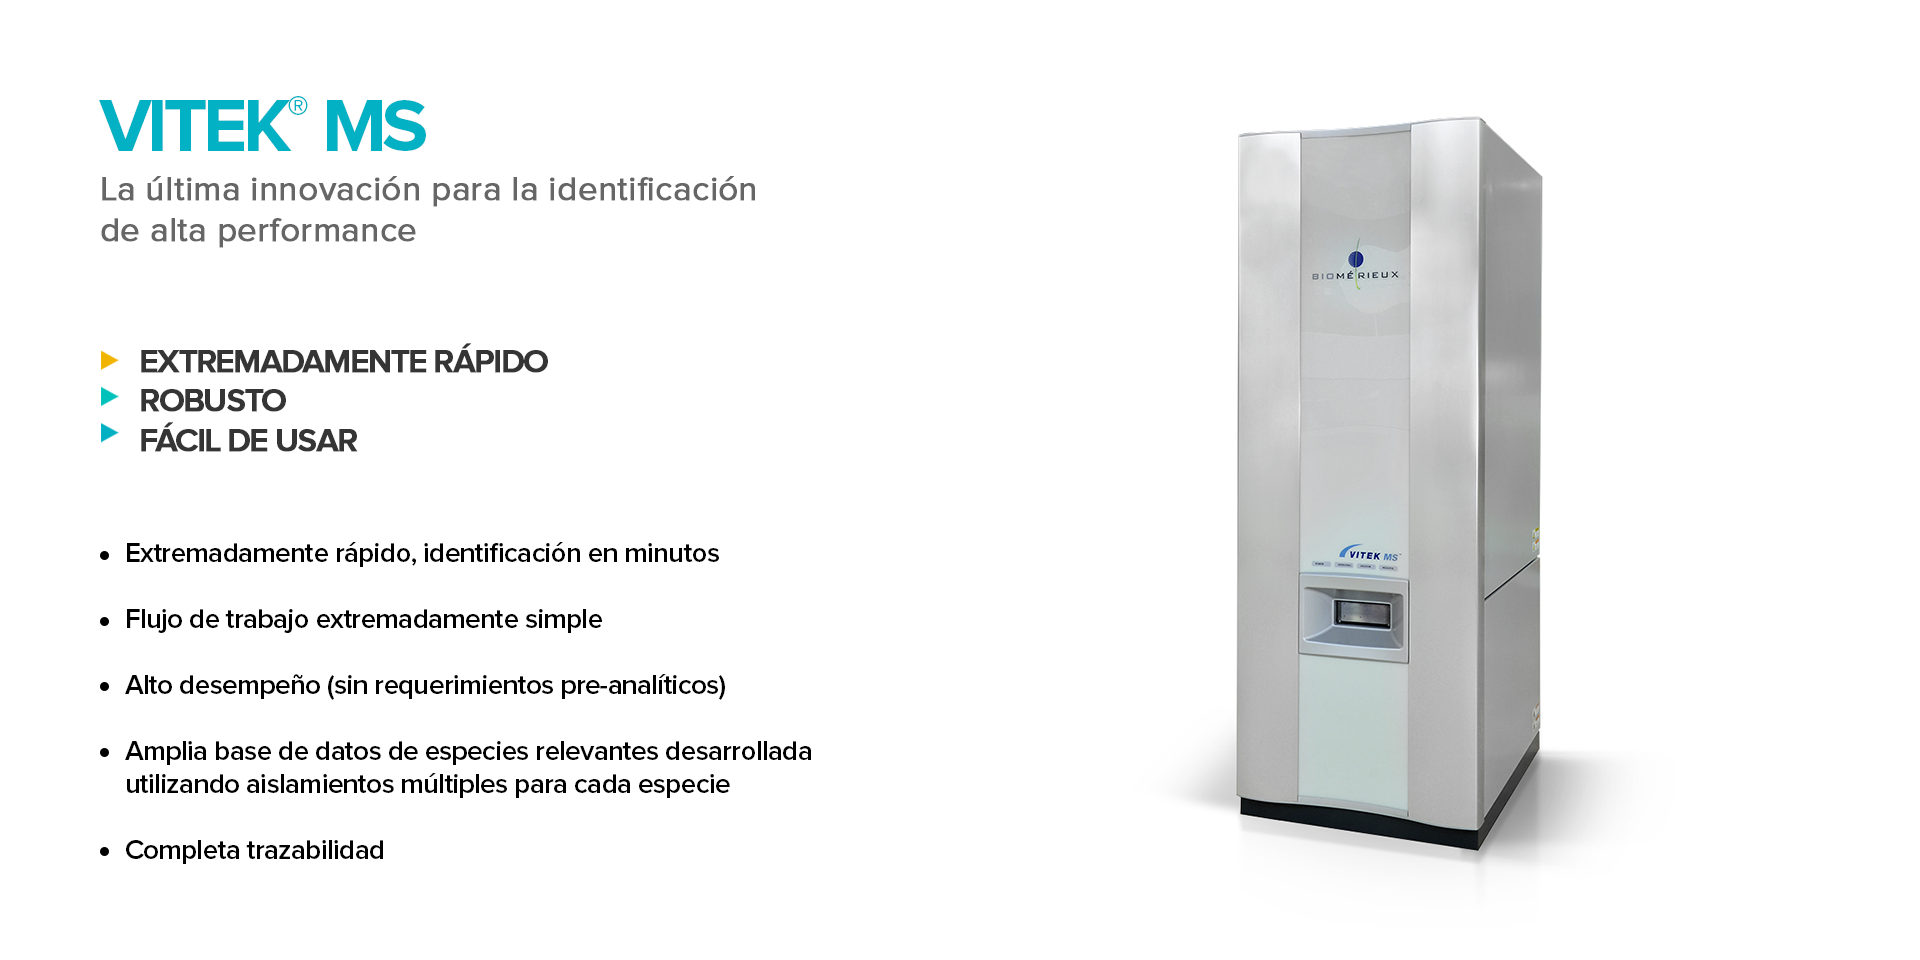 VITEK® MS
La última innovación para la identificación
de alta performance
EXTREMADAMENTE RÁPIDO
ROBUSTO
FÁCIL DE USAR
• Extremadamente rápido, identificación en minutos
• Flujo de trabajo extremadamente simple
• Alto desempeño (sin requerimientos pre-analíticos)
• Amplia base de datos de especies relevantes desarrollada
utilizando aislamientos múltiples para cada especie
• Completa trazabilidad
BIOMÉRIEUX
VITEK MS